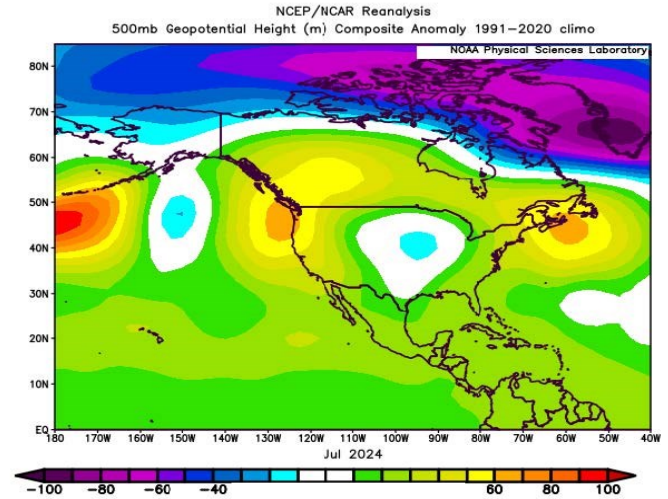 NCEP/NCAR Reanalysis
500mb Geopotential Height (m) Composite Anomaly 1991-2020 climo
NOAA Physical Sciences Laboratory
80N
70N
60N
50N
40N
30N
20N
10N
EQ
180 170W 160W 150W 140W 130W 120W 110W 100W 90W 80W 70W 60W 50W 40W
Jul 2024
-100 -80 -60 -40 60 80 100